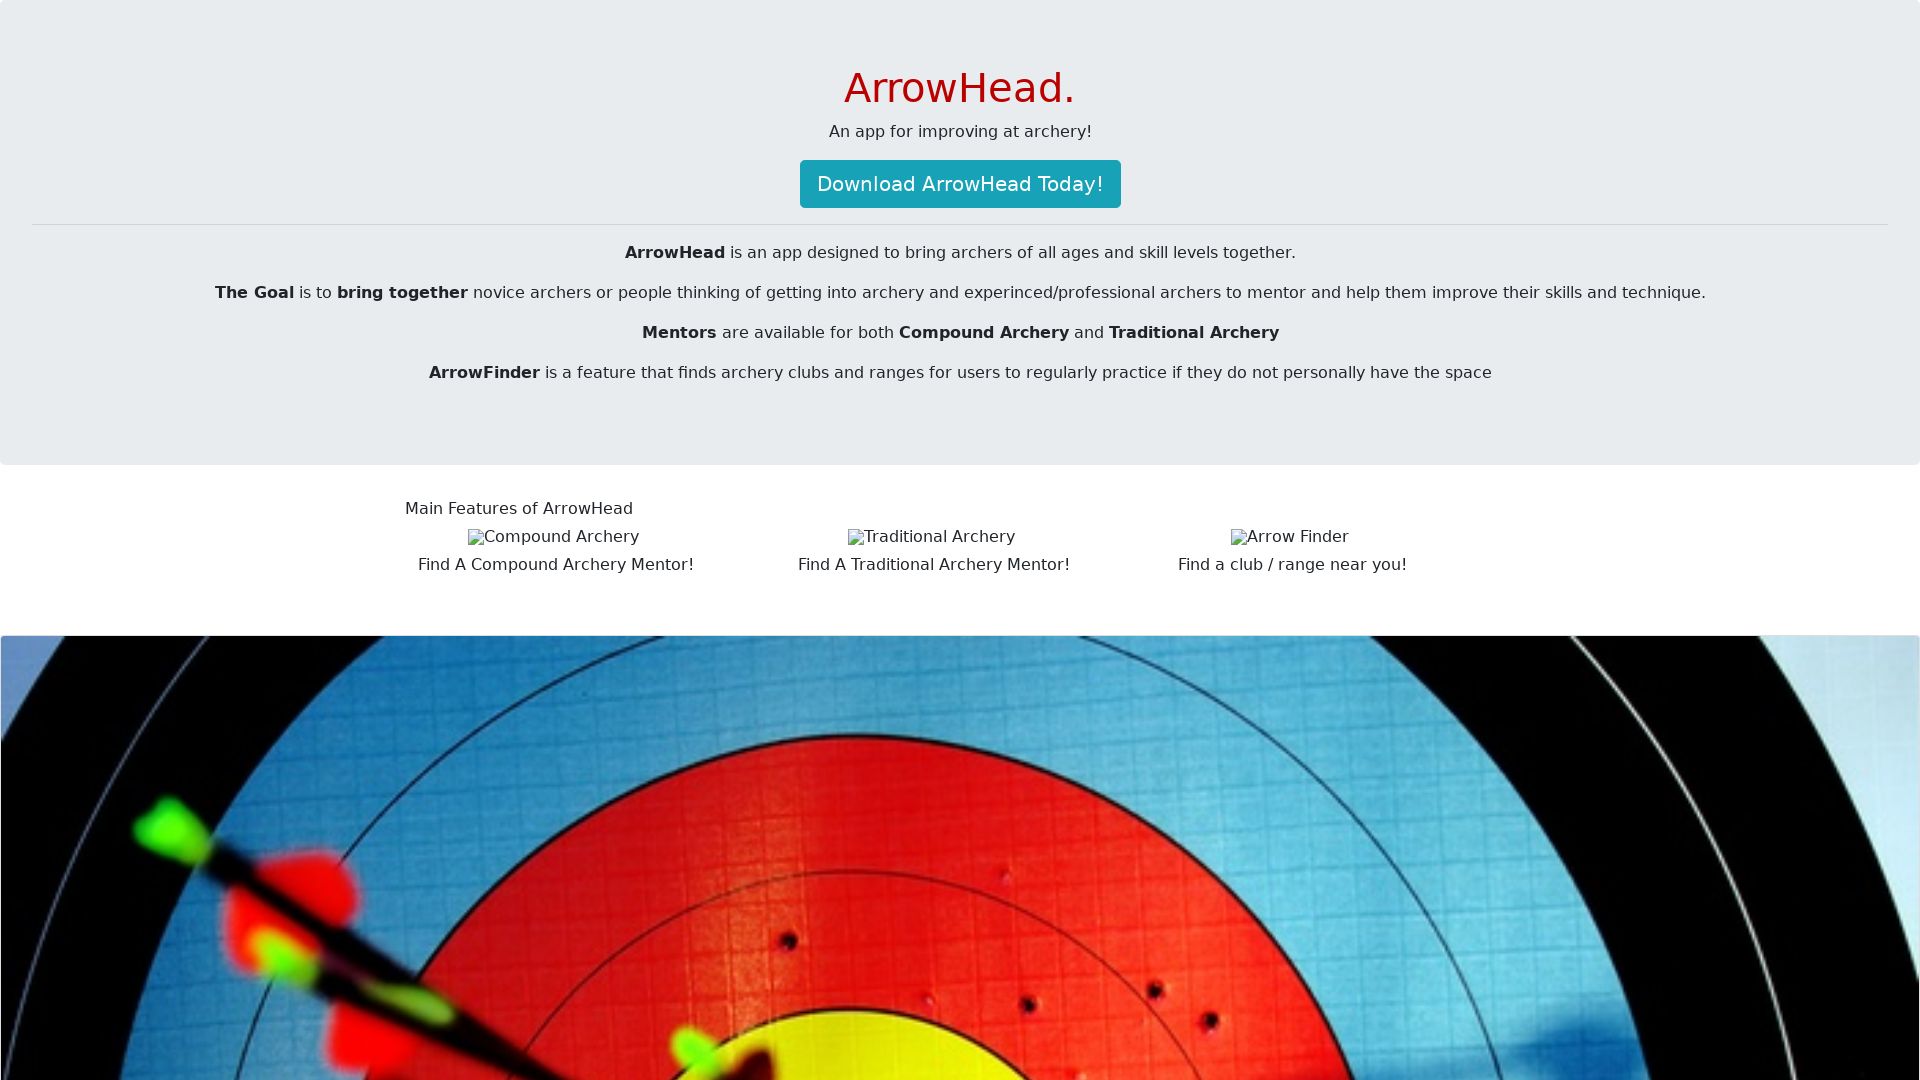 ArrowHead.
An app for improving at archery!
Download ArrowHead Today!
ArrowHead is an app designed to bring archers of all ages and skill levels together.
The Goal is to bring together novice archers or people thinking of getting into archery and experinced/professional archers to mentor and help them improve their skills and technique.
Mentors are available for both Compound Archery and Traditional Archery
ArrowFinder is a feature that finds archery clubs and ranges for users to regularly practice if they do not personally have the space
Main Features of ArrowHead
Compound Archery
Find A Compound Archery Mentor!
Traditional Archery
Find A Traditional Archery Mentor!
Arrow Finder
Find a club / range near you!